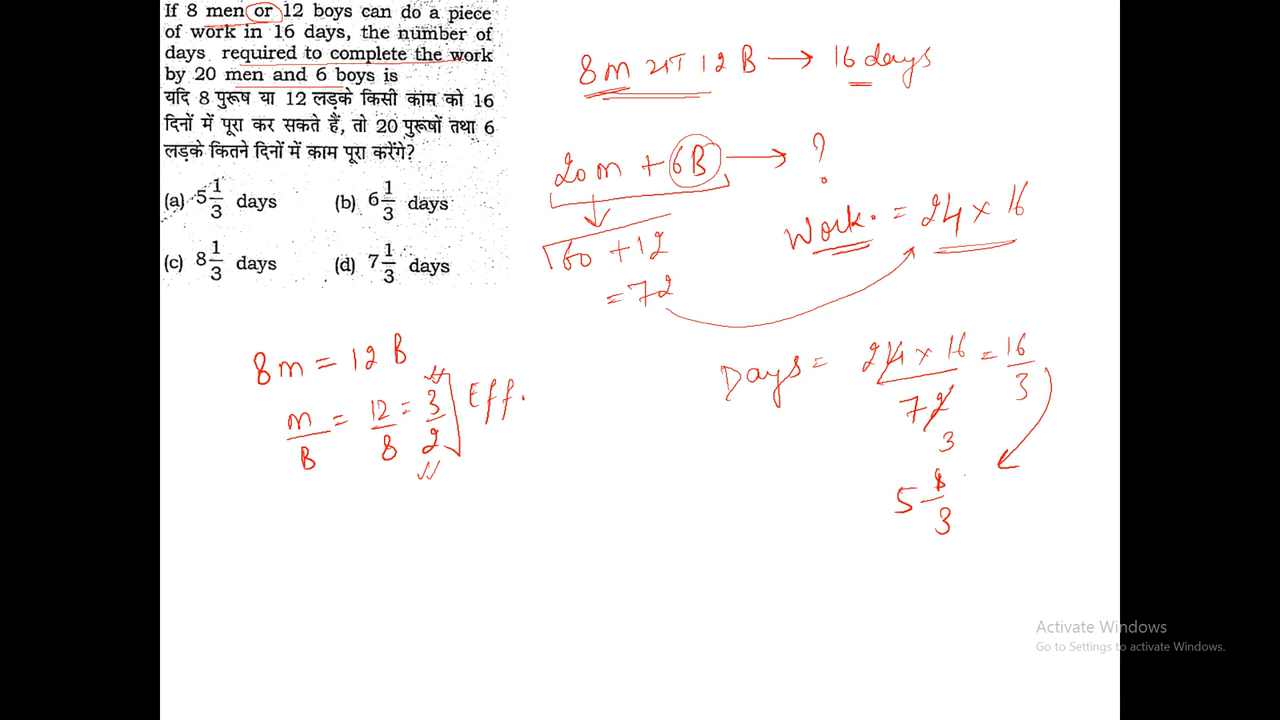 If 8 men or 12 boys can do a piece
of work in 16 days, the number of
days required to complete the work
by 20 men and 6 boys is
यदि 8 पुरूष या 12 लड़के किसी काम को 16
दिनों में पूरा कर सकते हैं, तो 20 पुरूषों तथा 6
लड़के कितने दिनों में काम पूरा करेंगे?
(a) 5 1/3 days (b) 6 1/3 days
(c) 8 1/3 days (d) 7 1/3 days
8m या 12 B → 16 days
20m + 6B → ?
60 + 12
= 72
Work. = 24 × 16
8m = 12 B
m/B = 12/8 = 3/2 Eff.
Days = 24 × 16 / 72 = 16/3
3
5 1/3
Activate Windows
Go to Settings to activate Windows.